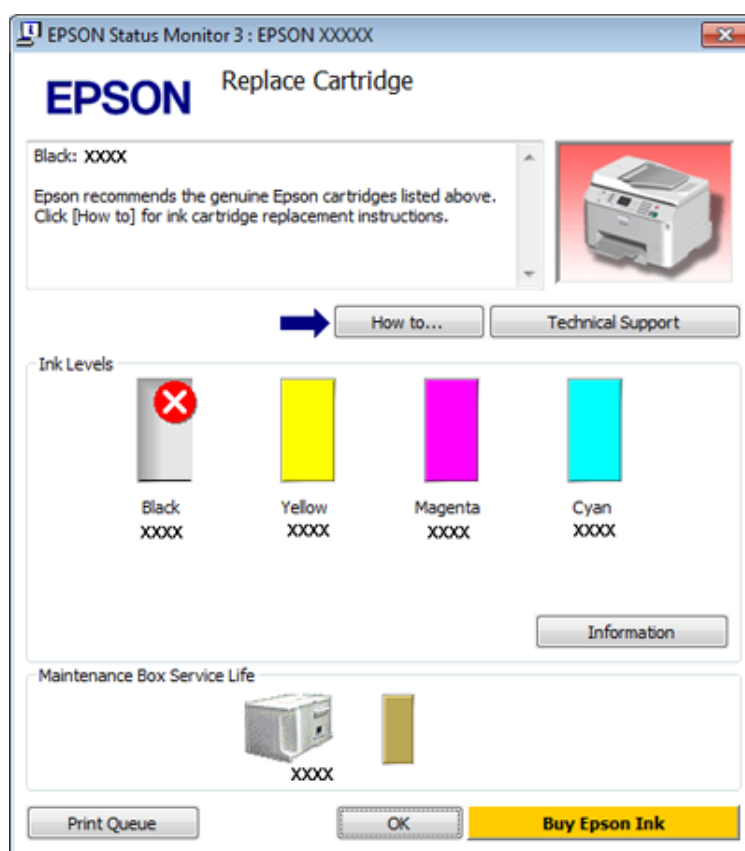 EPSON Status Monitor 3 : EPSON XXXXX
EPSON
Replace Cartridge
Black: XXXX
Epson recommends the genuine Epson cartridges listed above.
Click [How to] for ink cartridge replacement instructions.
How to...
Technical Support
Ink Levels
Black
Yellow
Magenta
Cyan
XXXX
XXXX
XXXX
XXXX
Information
Maintenance Box Service Life
XXXX
Print Queue
OK
Buy Epson Ink